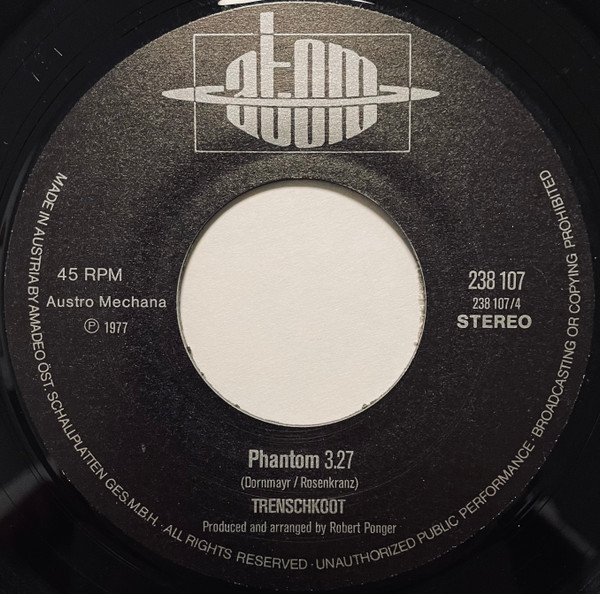 atom
45 RPM
Austro Mechana
Ⓟ 1977
238 107
238 107/4
STEREO
Phantom 3.27
(Dornmayr / Rosenkranz)
TRENSCHKOOT
Produced and arranged by Robert Ponger
MADE IN AUSTRIA BY AMADEO ÖST. SCHALLPLATTEN GES.M.B.H. · ALL RIGHTS RESERVED · UNAUTHORIZED PUBLIC PERFORMANCE · BROADCASTING OR COPYING PROHIBITED